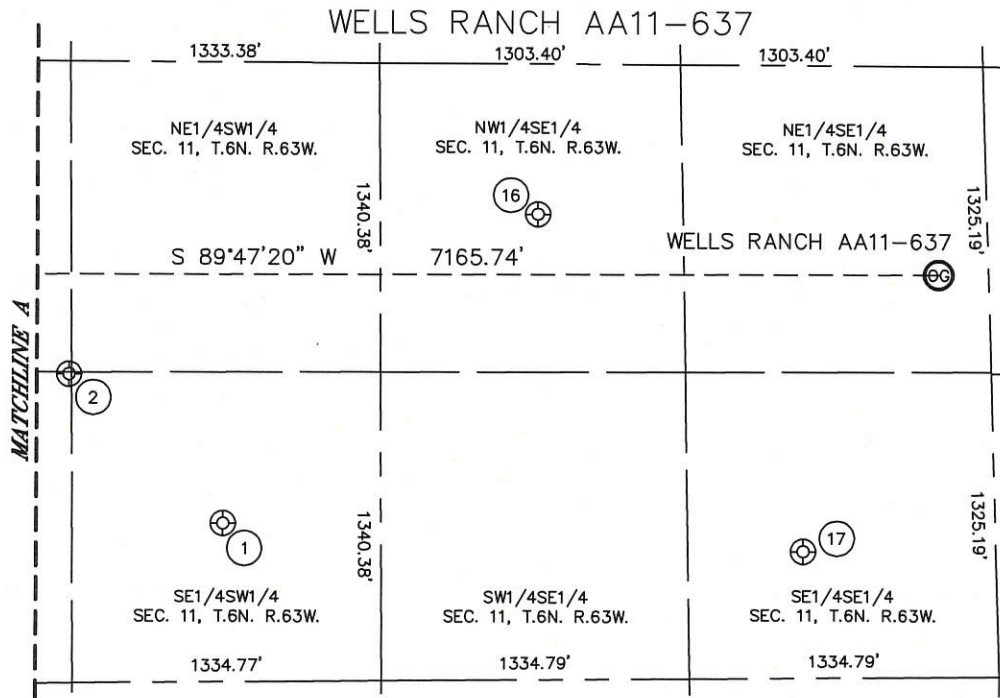 WELLS RANCH AA11-637
1333.38'
1303.40'
1303.40'
NE1/4SW1/4
SEC. 11, T.6N. R.63W.
NW1/4SE1/4
SEC. 11, T.6N. R.63W.
NE1/4SE1/4
SEC. 11, T.6N. R.63W.
16
1340.38'
1325.19'
WELLS RANCH AA11-637
S 89°47'20" W
7165.74'
OG
MATCHLINE A
2
1340.38'
1325.19'
1
17
SE1/4SW1/4
SEC. 11, T.6N. R.63W.
SW1/4SE1/4
SEC. 11, T.6N. R.63W.
SE1/4SE1/4
SEC. 11, T.6N. R.63W.
1334.77'
1334.79'
1334.79'